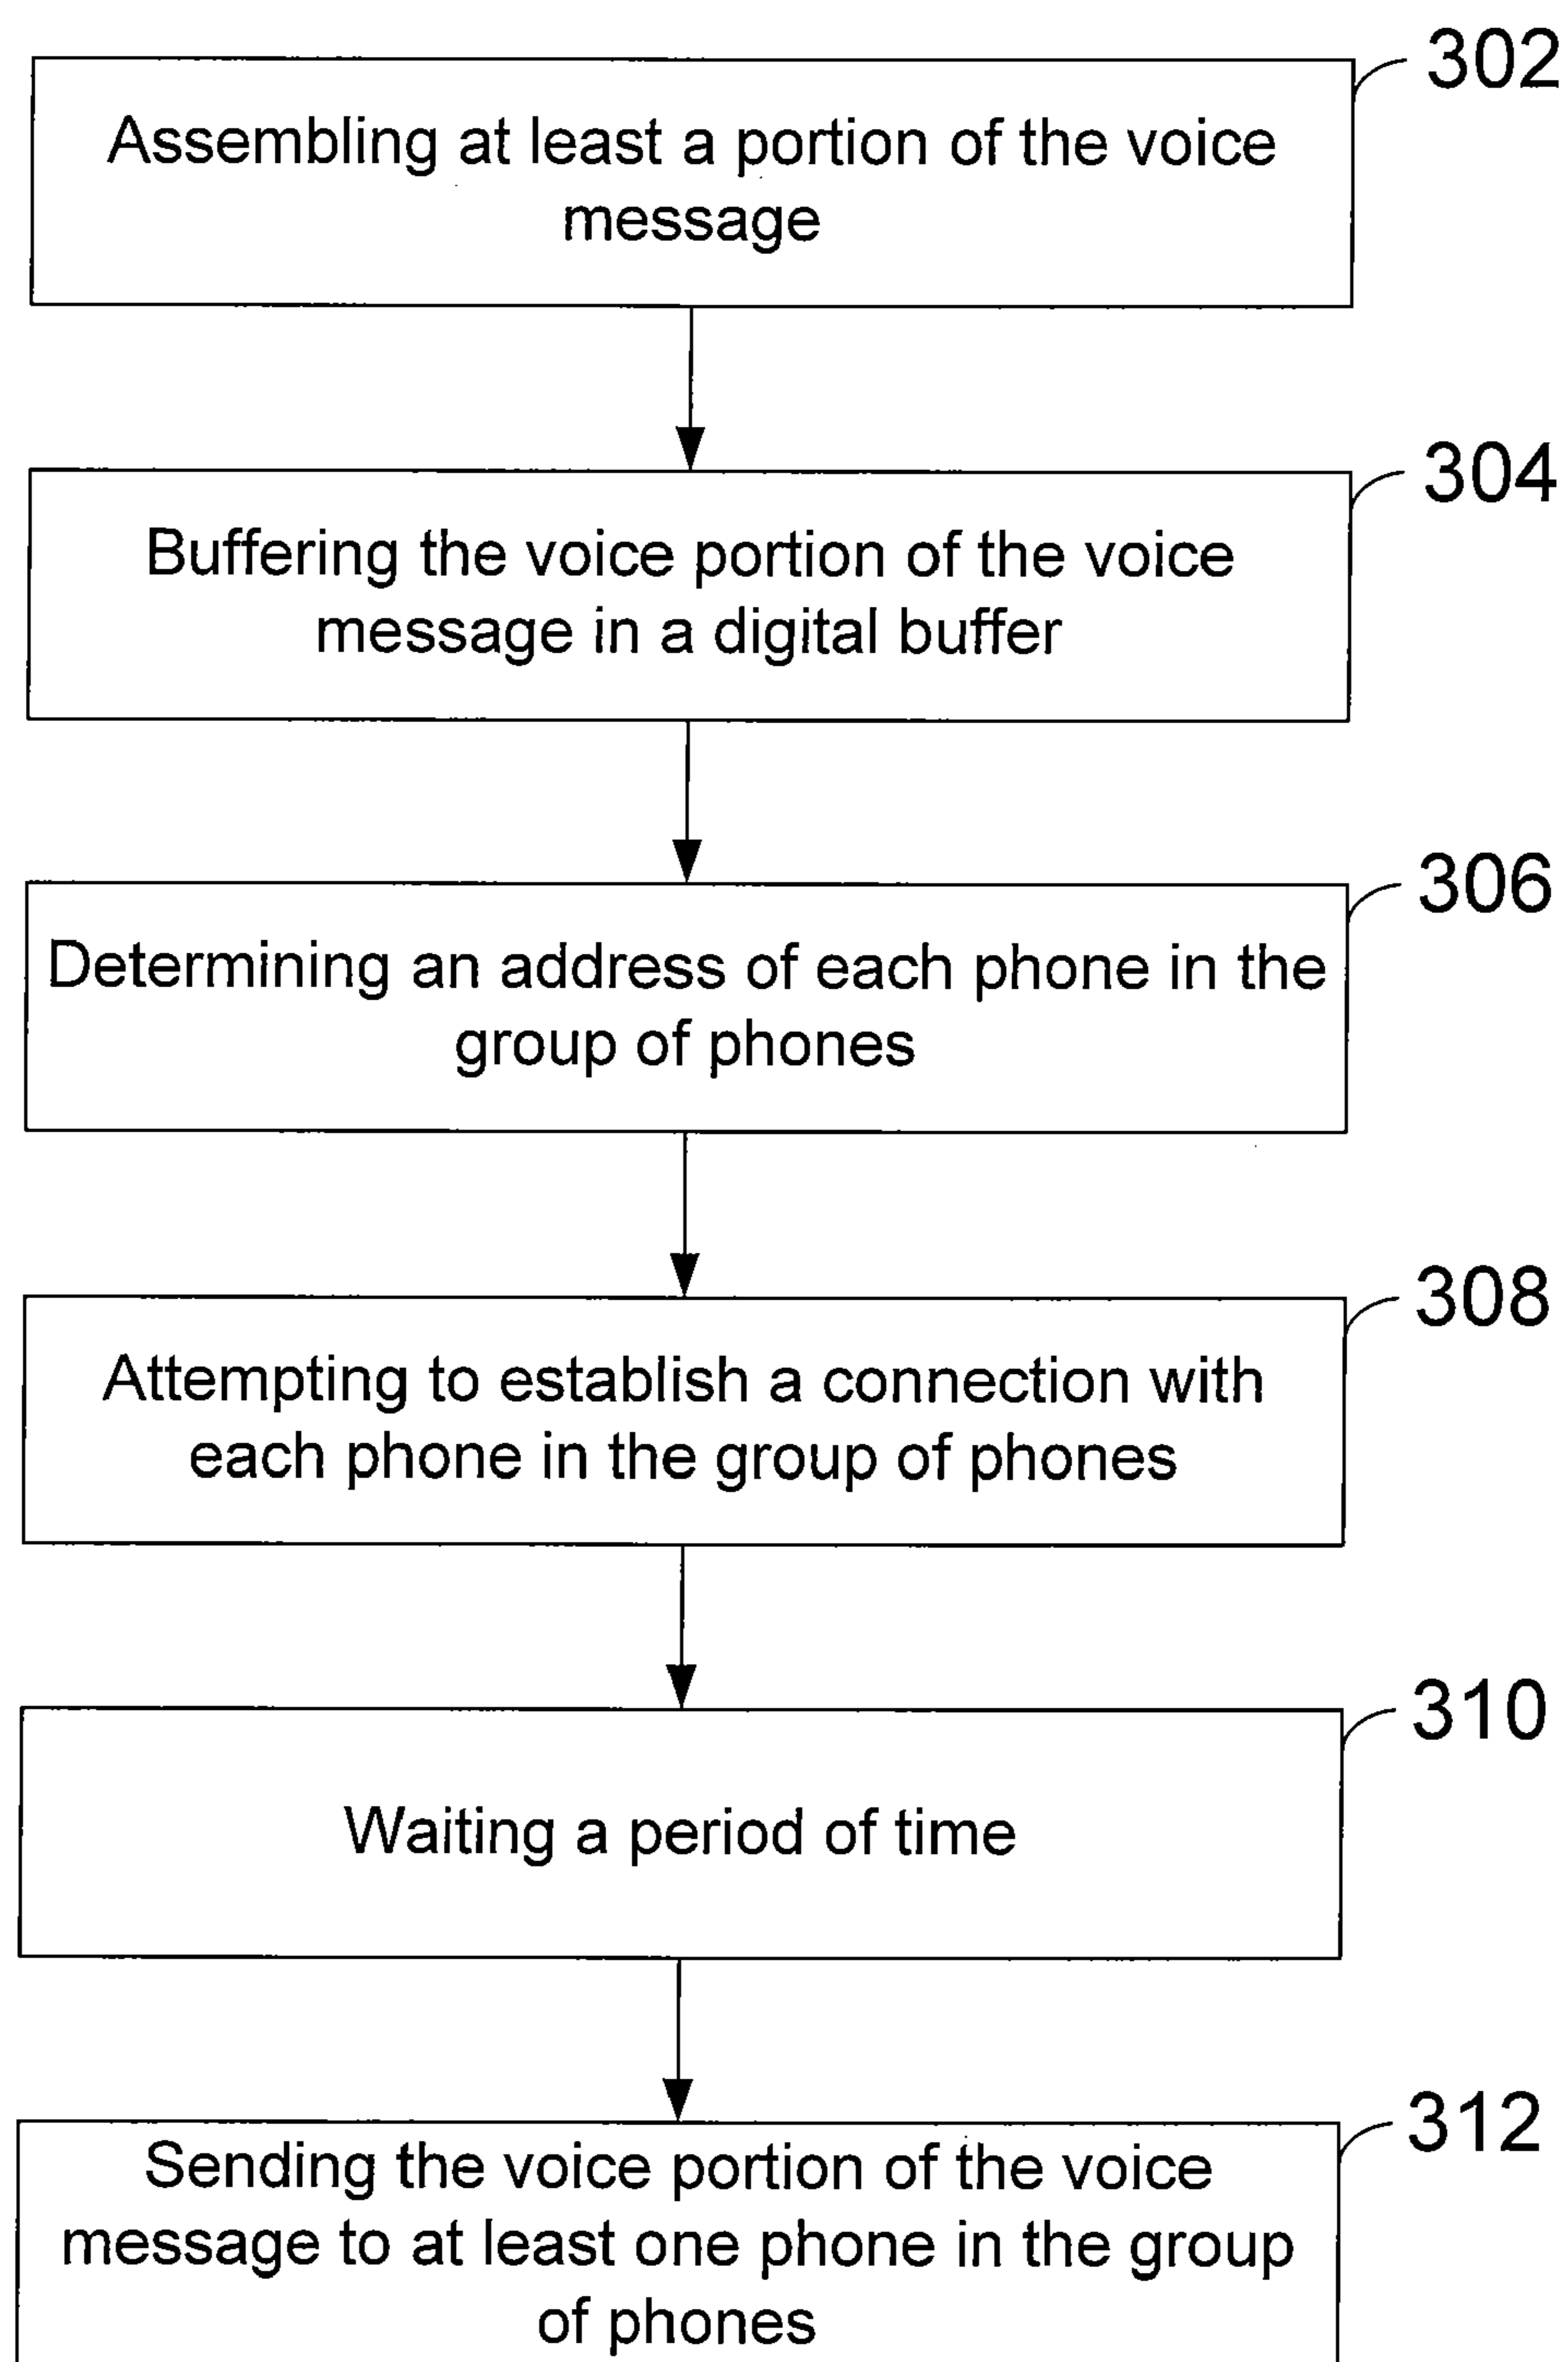 302
Assembling at least a portion of the voice
message
304
Buffering the voice portion of the voice
message in a digital buffer
306
Determining an address of each phone in the
group of phones
308
Attempting to establish a connection with
each phone in the group of phones
310
Waiting a period of time
312
Sending the voice portion of the voice
message to at least one phone in the group
of phones